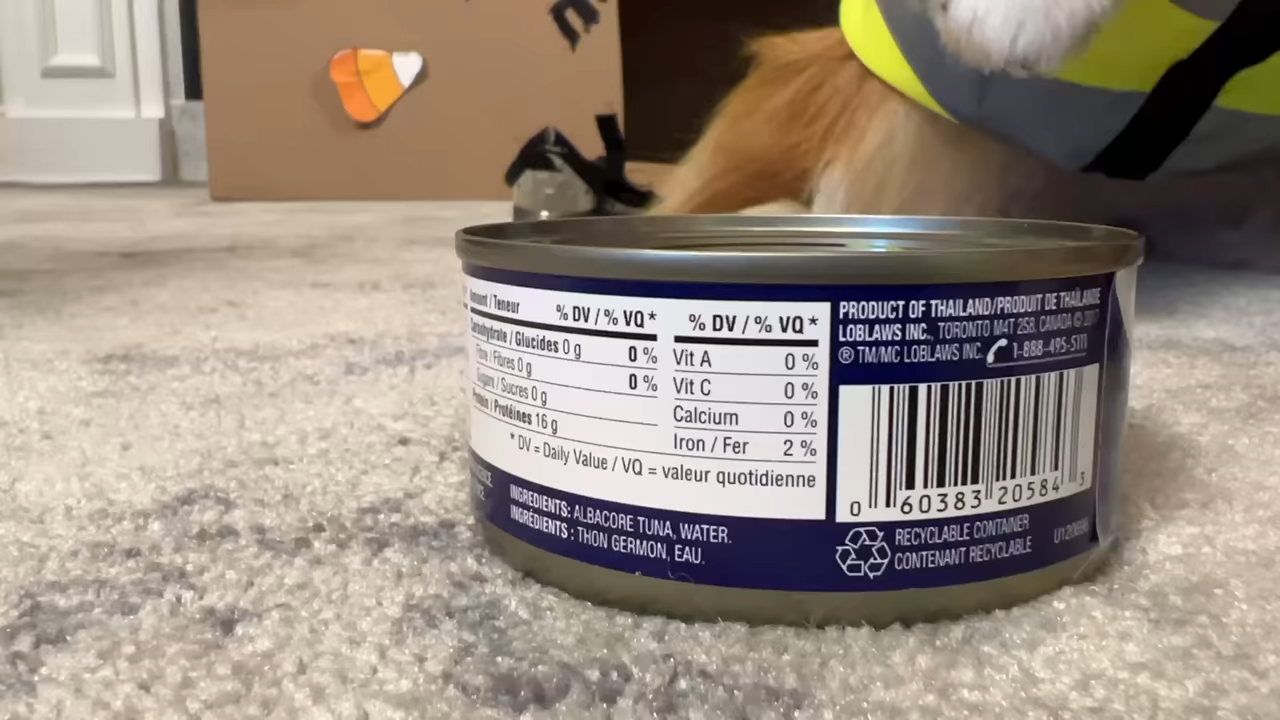 Amount / Teneur % DV / % VQ*
Carbohydrate / Glucides 0 g 0 %
Fibre / Fibres 0 g 0 %
Sugars / Sucres 0 g
Protein / Protéines 16 g
% DV / % VQ*
Vit A 0 %
Vit C 0 %
Calcium 0 %
Iron / Fer 2 %
* DV = Daily Value / VQ = valeur quotidienne
INGREDIENTS: ALBACORE TUNA, WATER.
INGRÉDIENTS : THON GERMON, EAU.
PRODUCT OF THAILAND/PRODUIT DE THAÏLANDE
LOBLAWS INC., TORONTO M4T 2S8, CANADA © 2017
® TM/MC LOBLAWS INC. 1-888-495-5111
0 60383 20584 3
RECYCLABLE CONTAINER
CONTENANT RECYCLABLE